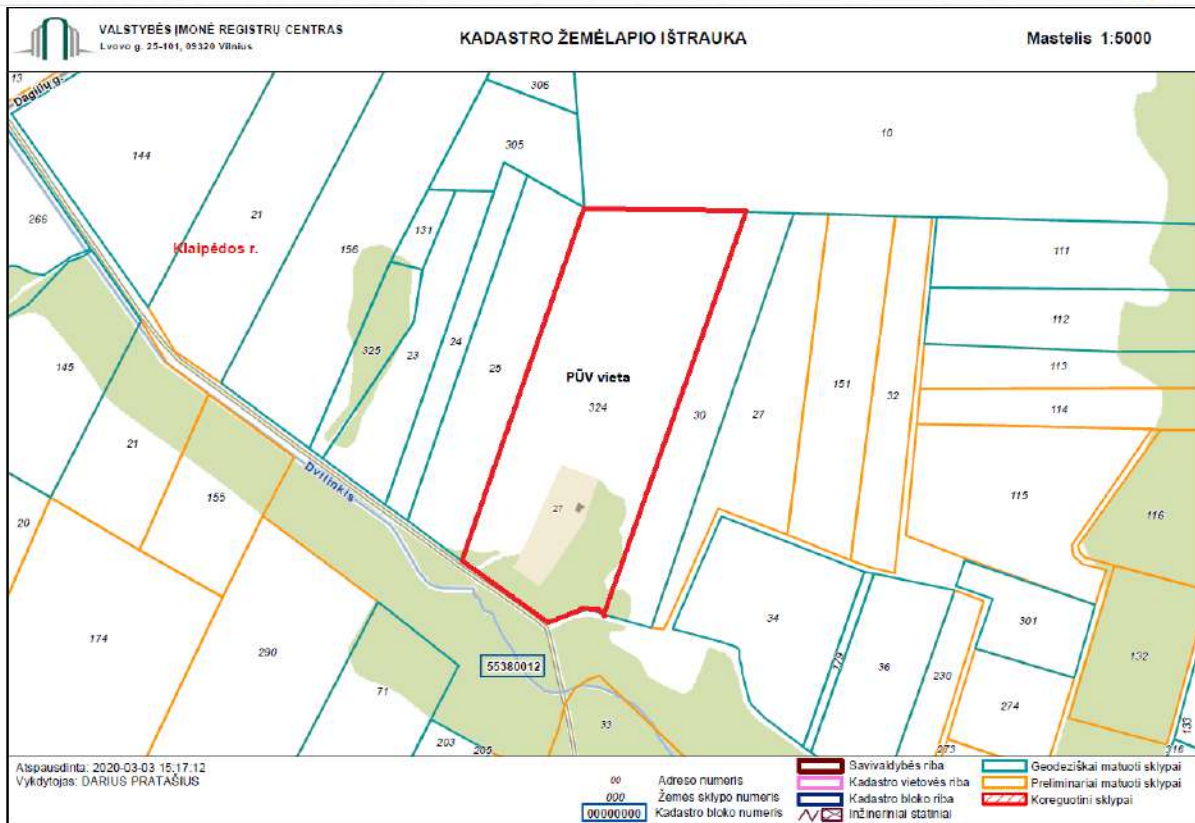 VALSTYBĖS ĮMONĖ REGISTRŲ CENTRAS
Lvovo g. 25-101, 09320 Vilnius
KADASTRO ŽEMĖLAPIO IŠTRAUKA
Mastelis 1:5000
13
Dagilių g.
306
10
144
305
21
266
131
Klaipėdos r.
156
111
112
325
23
24
113
145
PŪV vieta
151
32
114
324
30
27
21
Dvilinkis
155
27
115
116
20
34
301
174
290
179
36
230
132
55380012
71
274
33
133
203
205
273
316
Atspausdinta: 2020-03-03 15:17:12
Vykdytojas: DARIUS PRATAŠIUS
00 Adreso numeris
000 Žemės sklypo numeris
00000000 Kadastro bloko numeris
Savivaldybės riba
Kadastro vietovės riba
Kadastro bloko riba
Inžineriniai statiniai
Geodeziškai matuoti sklypai
Preliminariai matuoti sklypai
Koreguotini sklypai